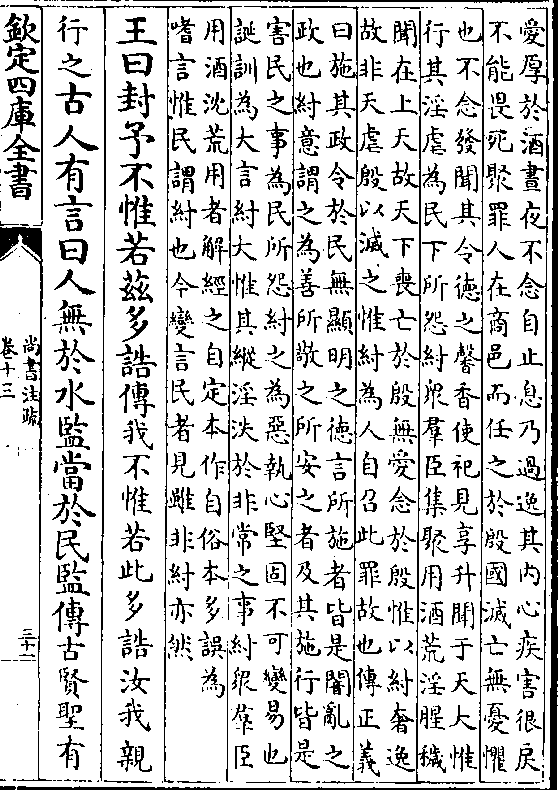 愛厚於酒晝夜不念自止息乃過逸其內心疾害很戾
不能畏死聚罪人在商邑而任之於殷國滅亡無憂懼
也不念發聞其令德之馨香使祀見享升聞于天大惟
行其淫虐為民下所怨紂眾羣臣集聚用酒荒淫腥穢
聞在上天故天下喪亡於殷無愛念於殷惟以紂奢逸
故非天虐殷以滅之惟紂為人自召此罪故也傳正義
曰施其政令於民無顯明之德言所施者皆是闇亂之
政也紂意謂之為善所敬之所安之者及其施行皆是
害民之事為民所怨紂之為惡執心堅固不可變易也
誕訓為大言紂大惟其縱淫泆於非常之事紂眾羣臣
用酒沈荒用者解經之自定本作自俗本多誤為
嗜言惟民謂紂也今變言民者見雖非紂亦然
王曰封予不惟若茲多誥傳我不惟若此多誥汝我親
行之古人有言曰人無於水監當於民監傳古賢聖有
欽定四庫全書
尚書注疏
卷十三
三十二